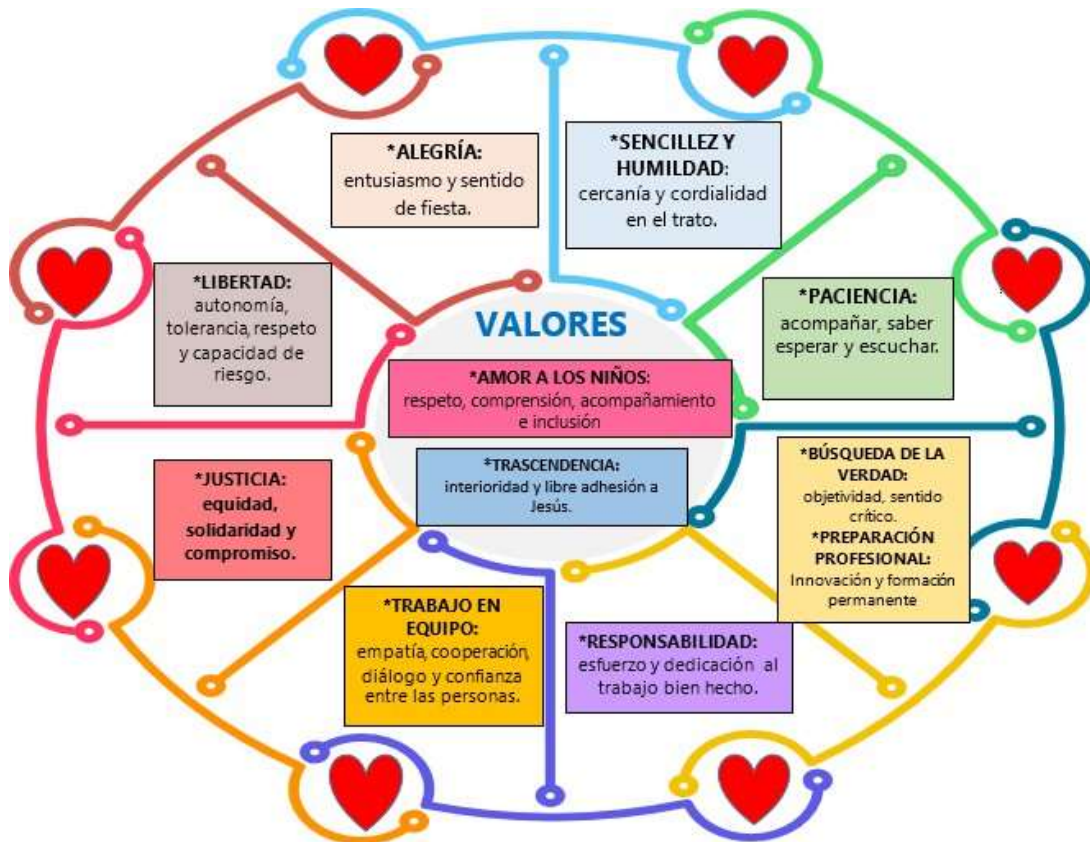 *ALEGRÍA:
entusiasmo y sentido
de fiesta.
*SENCILLEZ Y
HUMILDAD:
cercanía y cordialidad
en el trato.
*LIBERTAD:
autonomía,
tolerancia, respeto
y capacidad de
riesgo.
VALORES
*PACIENCIA:
acompañar, saber
esperar y escuchar.
*AMOR A LOS NIÑOS:
respeto, comprensión, acompañamiento
e inclusión
*TRASCENDENCIA:
interioridad y libre adhesión a
Jesús.
*JUSTICIA:
equidad,
solidaridad y
compromiso.
*BÚSQUEDA DE LA
VERDAD:
objetividad, sentido
crítico.
*PREPARACIÓN
PROFESIONAL:
Innovación y formación
permanente
*TRABAJO EN
EQUIPO:
empatía, cooperación,
diálogo y confianza
entre las personas.
*RESPONSABILIDAD:
esfuerzo y dedicación al
trabajo bien hecho.